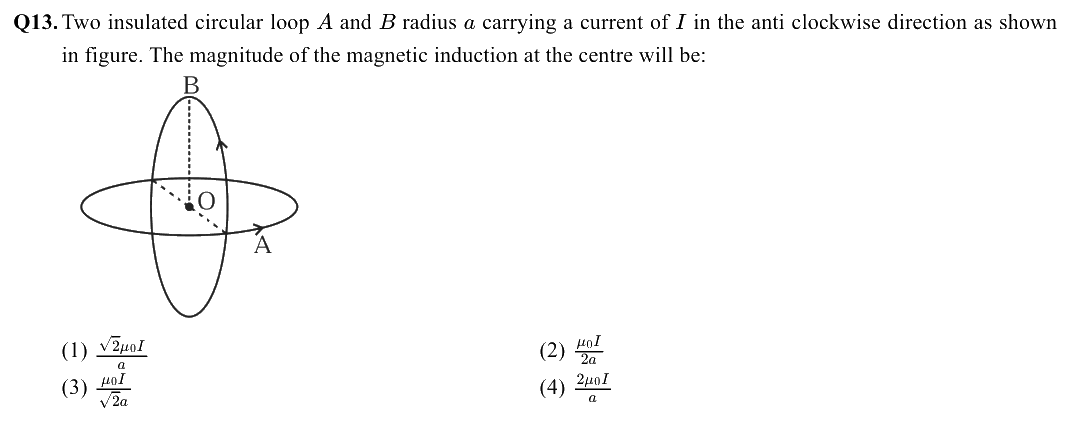 Q13. Two insulated circular loop A and B radius a carrying a current of I in the anti clockwise direction as shown
in figure. The magnitude of the magnetic induction at the centre will be:
B
O
A
(1) √2μ₀I/a (2) μ₀I/2a
(3) μ₀I/√2a (4) 2μ₀I/a